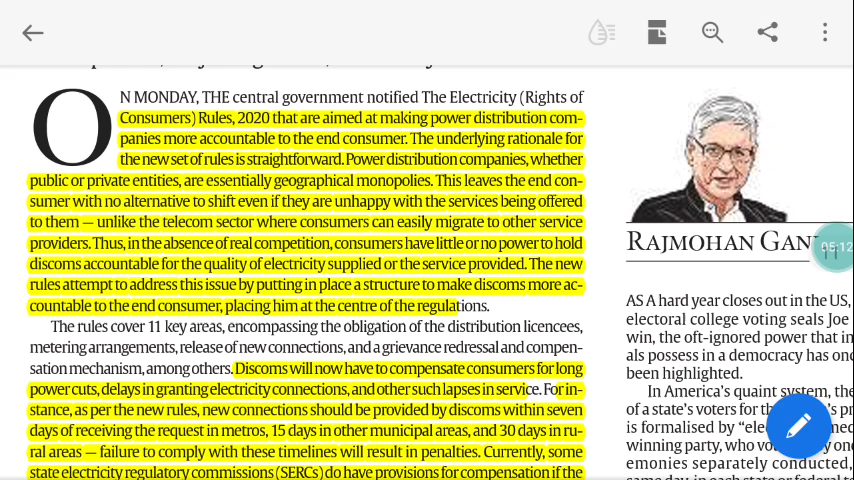 ON MONDAY, THE central government notified The Electricity (Rights of
Consumers) Rules, 2020 that are aimed at making power distribution com-
panies more accountable to the end consumer. The underlying rationale for
the new set of rules is straightforward. Power distribution companies, whether
public or private entities, are essentially geographical monopolies. This leaves the end con-
sumer with no alternative to shift even if they are unhappy with the services being offered
to them — unlike the telecom sector where consumers can easily migrate to other service
providers. Thus, in the absence of real competition, consumers have little or no power to hold
discoms accountable for the quality of electricity supplied or the service provided. The new
rules attempt to address this issue by putting in place a structure to make discoms more ac-
countable to the end consumer, placing him at the centre of the regulations.
The rules cover 11 key areas, encompassing the obligation of the distribution licencees,
metering arrangements, release of new connections, and a grievance redressal and compen-
sation mechanism, among others. Discoms will now have to compensate consumers for long
power cuts, delays in granting electricity connections, and other such lapses in service. For in-
stance, as per the new rules, new connections should be provided by discoms within seven
days of receiving the request in metros, 15 days in other municipal areas, and 30 days in ru-
ral areas — failure to comply with these timelines will result in penalties. Currently, some
state electricity regulatory commissions (SERCs) do have provisions for compensation if the
RAJMOHAN GAN
05:12
AS A hard year closes out in the US,
electoral college voting seals Joe
win, the oft-ignored power that in
als possess in a democracy has onc
been highlighted.
In America's quaint system, the
of a state's voters for th
is formalised by
winning party, who
emonies separately conducted,
same day, in each state or federal te